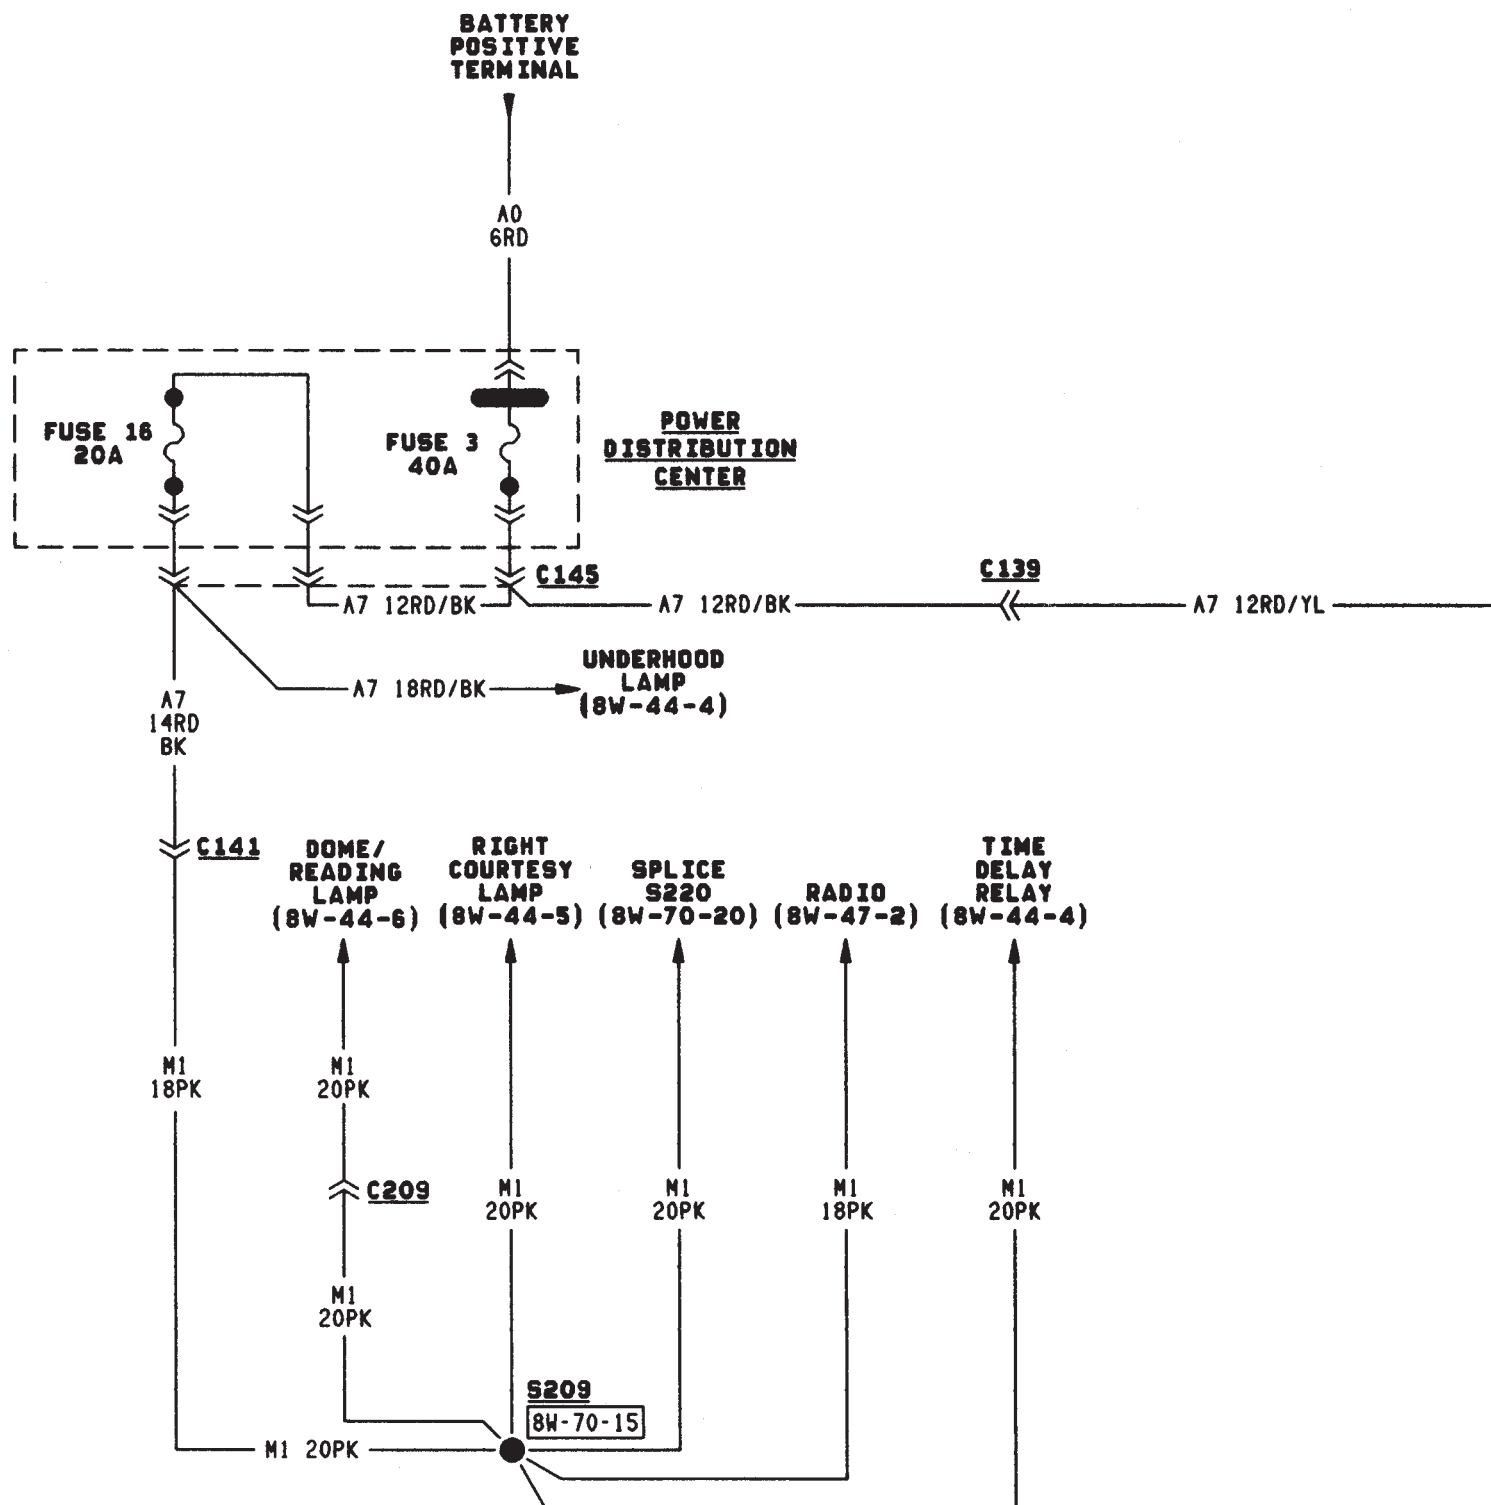 BATTERY
POSITIVE
TERMINAL
A0
6RD
FUSE 16
20A
FUSE 3
40A
POWER
DISTRIBUTION
CENTER
C145
C139
A7 12RD/BK
A7 12RD/BK
A7 12RD/YL
UNDERHOOD
LAMP
(8W-44-4)
A7 18RD/BK
A7
14RD
BK
C141
DOME/
READING
LAMP
(8W-44-6)
RIGHT
COURTESY
LAMP
(8W-44-5)
SPLICE
S220
(8W-70-20)
RADIO
(8W-47-2)
TIME
DELAY
RELAY
(8W-44-4)
M1
18PK
M1
20PK
C209
M1
20PK
M1
20PK
M1
18PK
M1
20PK
M1
20PK
S209
8W-70-15
M1 20PK